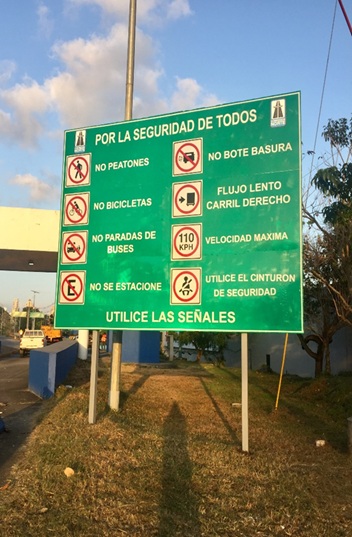 POR LA SEGURIDAD DE TODOS
NO PEATONES
NO BICICLETAS
NO PARADAS DE
BUSES
E
NO SE ESTACIONE
NO BOTE BASURA
FLUJO LENTO
CARRIL DERECHO
110
KPH
VELOCIDAD MAXIMA
UTILICE EL CINTURON
DE SEGURIDAD
UTILICE LAS SEÑALES